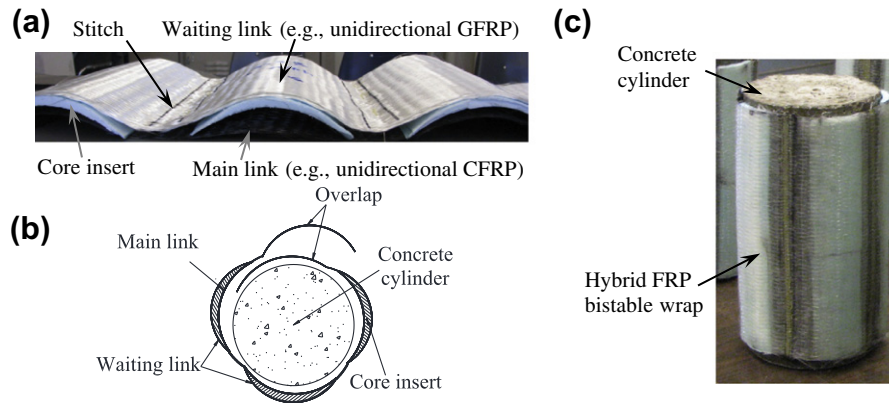 (a)
Stitch
Waiting link (e.g., unidirectional GFRP)
Core insert
Main link (e.g., unidirectional CFRP)
(b)
Overlap
Main link
Concrete
cylinder
Waiting link
Core insert
(c)
Concrete
cylinder
Hybrid FRP
bistable wrap